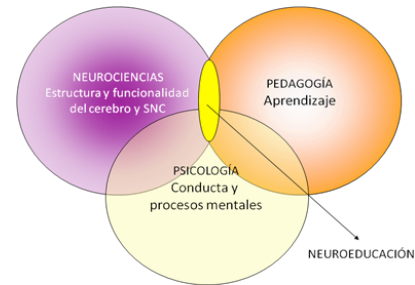 NEUROCIENCIAS
Estructura y funcionalidad
del cerebro y SNC
PEDAGOGÍA
Aprendizaje
PSICOLOGÍA
Conducta y
procesos mentales
NEUROEDUCACIÓN